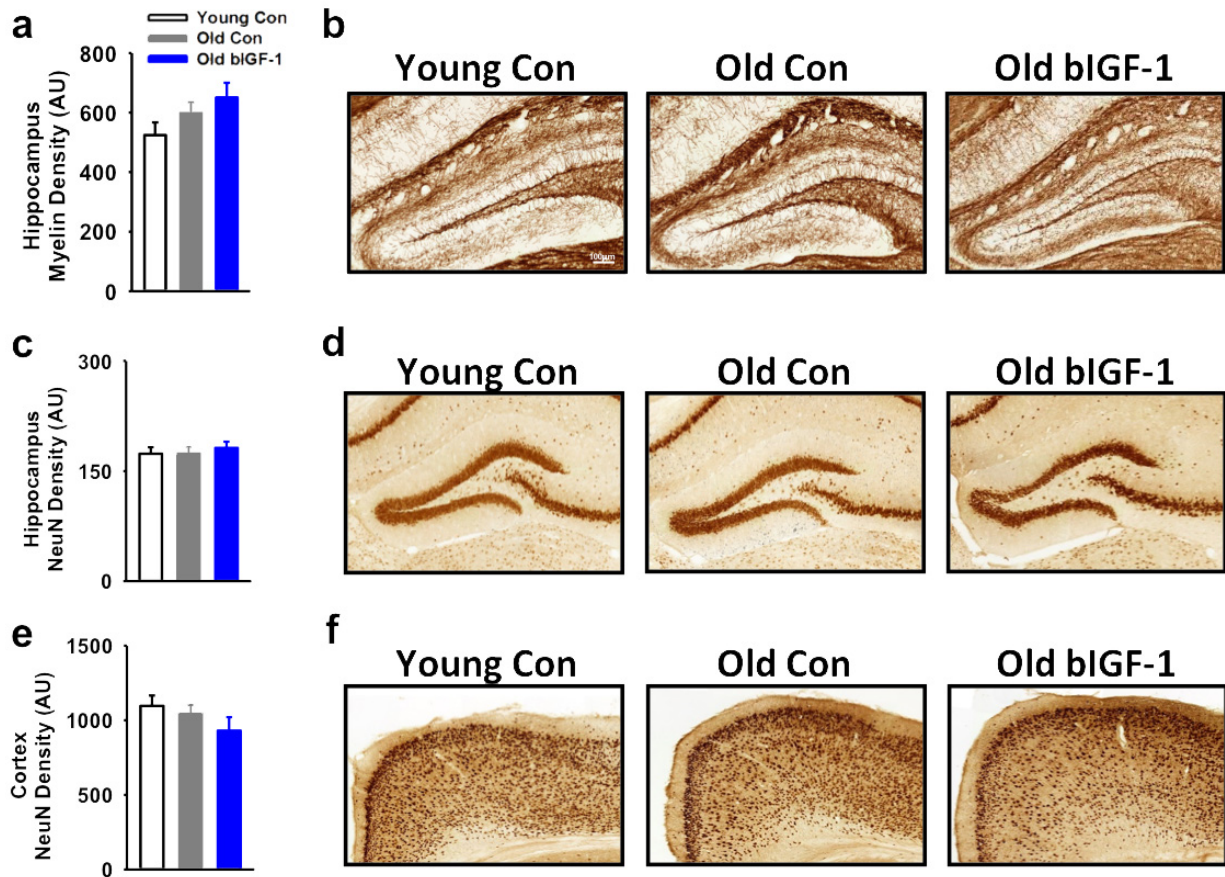 a
Young Con
Old Con
Old bIGF-1
Hippocampus
Myelin Density (AU)
800
600
400
200
0
b
Young Con
Old Con
Old bIGF-1
100µm
c
Hippocampus
NeuN Density (AU)
300
150
0
d
Young Con
Old Con
Old bIGF-1
e
Cortex
NeuN Density (AU)
1500
1000
500
0
f
Young Con
Old Con
Old bIGF-1